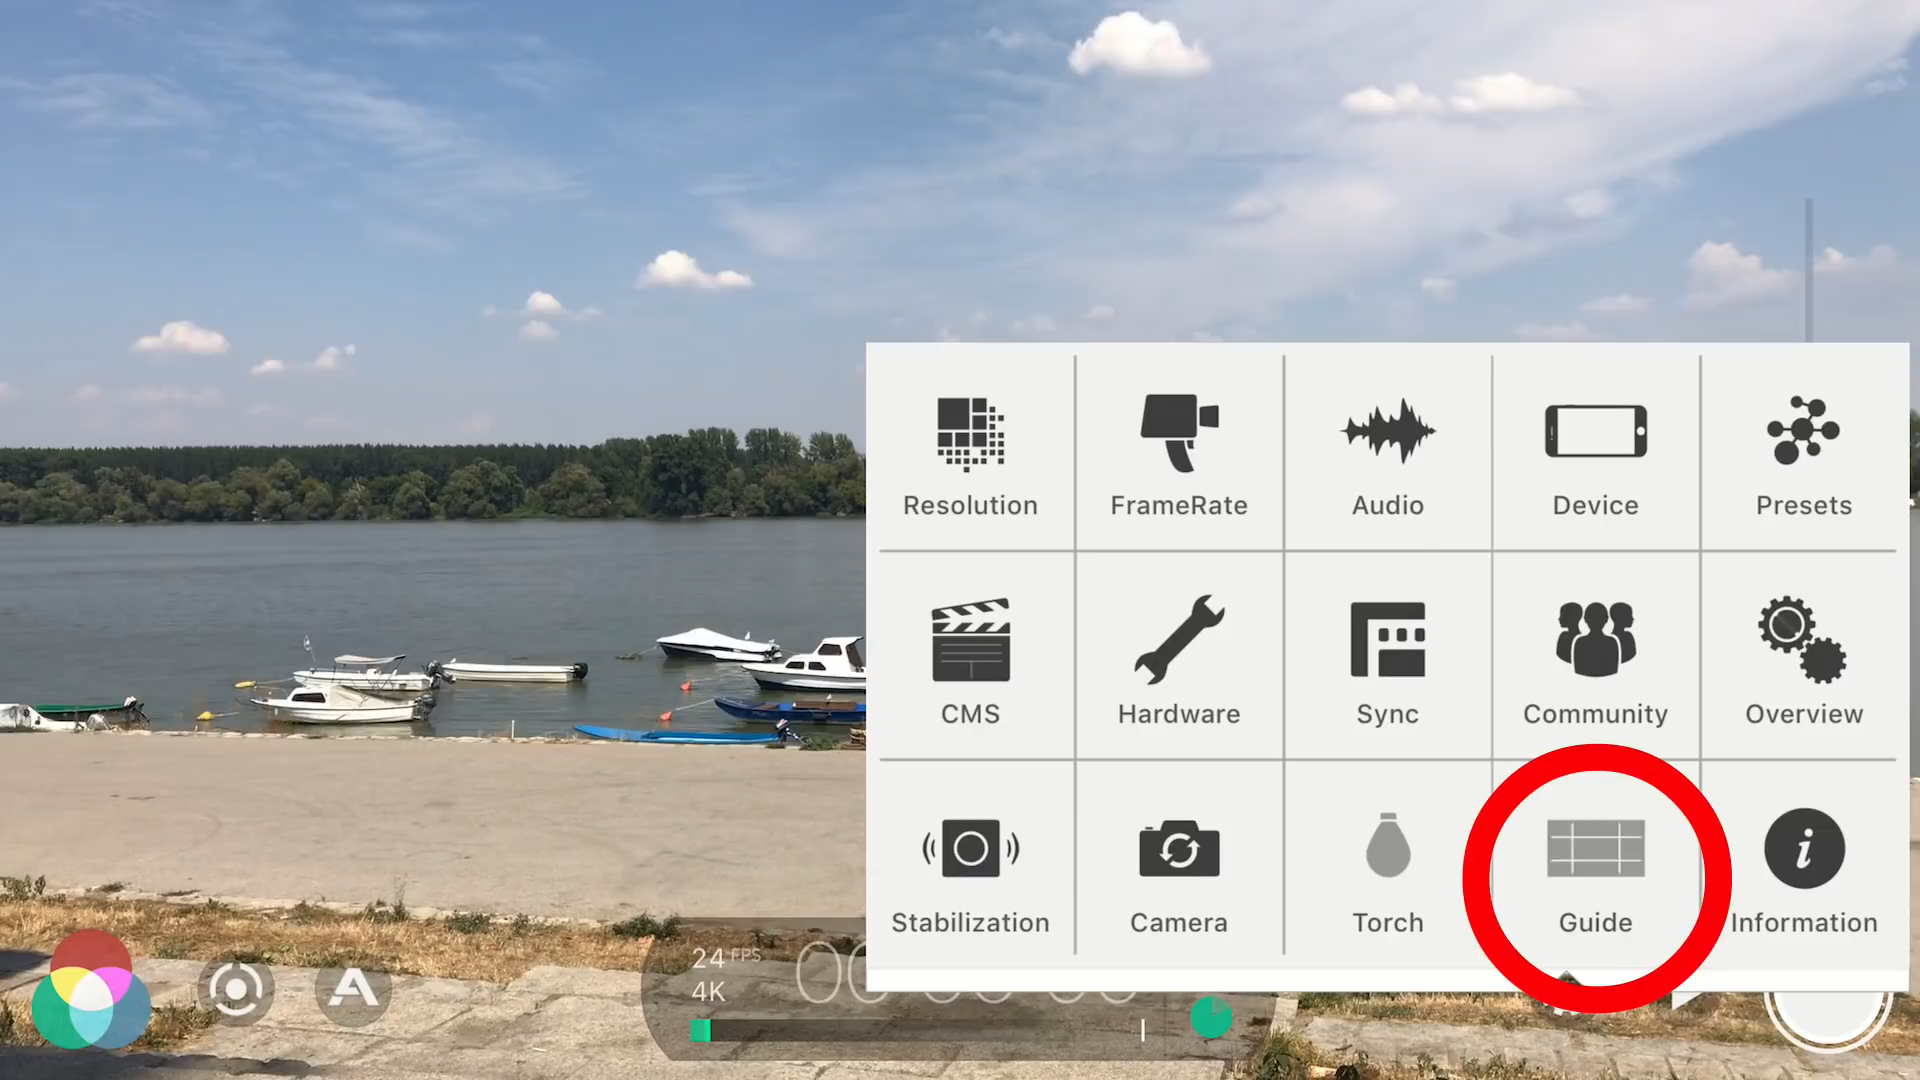 Resolution FrameRate Audio Device Presets
CMS Hardware Sync Community Overview
Stabilization Camera Torch Guide Information
24 FPS
4K
A